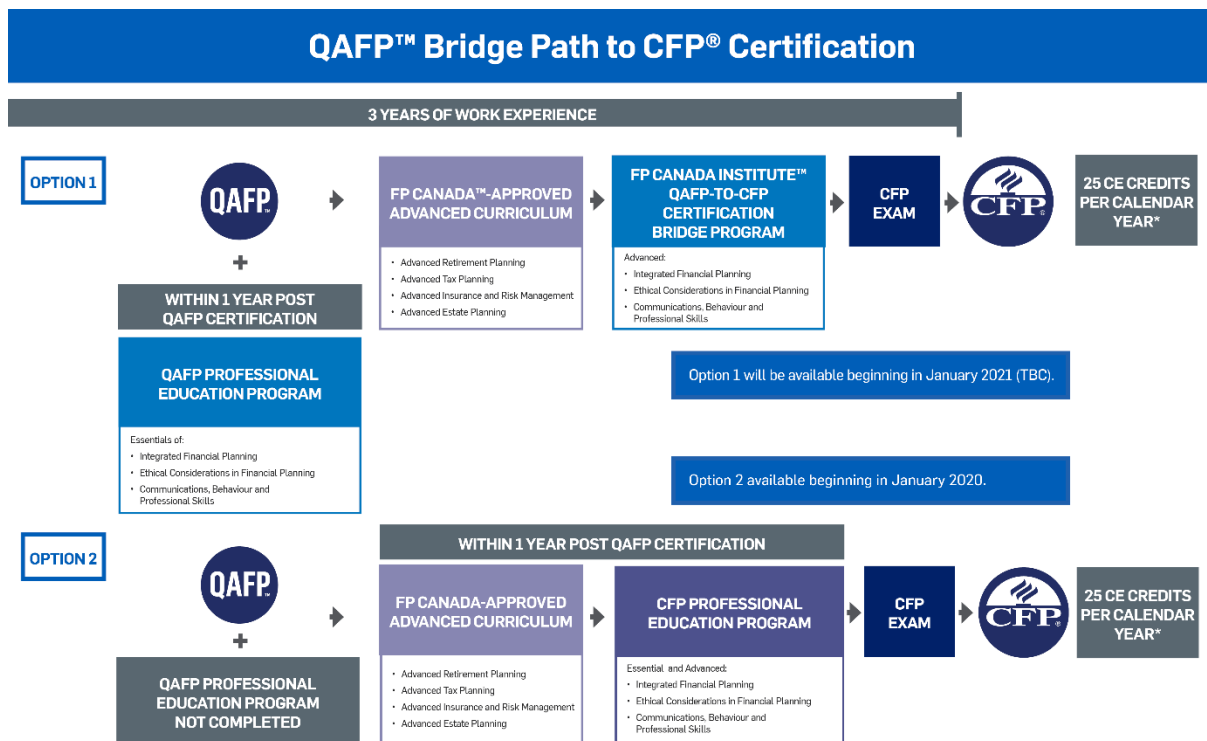 QAFP™ Bridge Path to CFP® Certification
3 YEARS OF WORK EXPERIENCE
OPTION 1
QAFP™
+
WITHIN 1 YEAR POST
QAFP CERTIFICATION
QAFP PROFESSIONAL
EDUCATION PROGRAM
Essentials of:
• Integrated Financial Planning
• Ethical Considerations in Financial Planning
• Communications, Behaviour and
Professional Skills
FP CANADA™-APPROVED
ADVANCED CURRICULUM
• Advanced Retirement Planning
• Advanced Tax Planning
• Advanced Insurance and Risk Management
• Advanced Estate Planning
FP CANADA INSTITUTE™
QAFP-TO-CFP
CERTIFICATION
BRIDGE PROGRAM
Advanced:
• Integrated Financial Planning
• Ethical Considerations in Financial Planning
• Communications, Behaviour and
Professional Skills
CFP
EXAM
CFP®
25 CE CREDITS
PER CALENDAR
YEAR*
Option 1 will be available beginning in January 2021 (TBC).
Option 2 available beginning in January 2020.
OPTION 2
QAFP™
+
QAFP PROFESSIONAL
EDUCATION PROGRAM
NOT COMPLETED
WITHIN 1 YEAR POST QAFP CERTIFICATION
FP CANADA-APPROVED
ADVANCED CURRICULUM
• Advanced Retirement Planning
• Advanced Tax Planning
• Advanced Insurance and Risk Management
• Advanced Estate Planning
CFP PROFESSIONAL
EDUCATION PROGRAM
Essential and Advanced:
• Integrated Financial Planning
• Ethical Considerations in Financial Planning
• Communications, Behaviour and
Professional Skills
CFP
EXAM
CFP®
25 CE CREDITS
PER CALENDAR
YEAR*